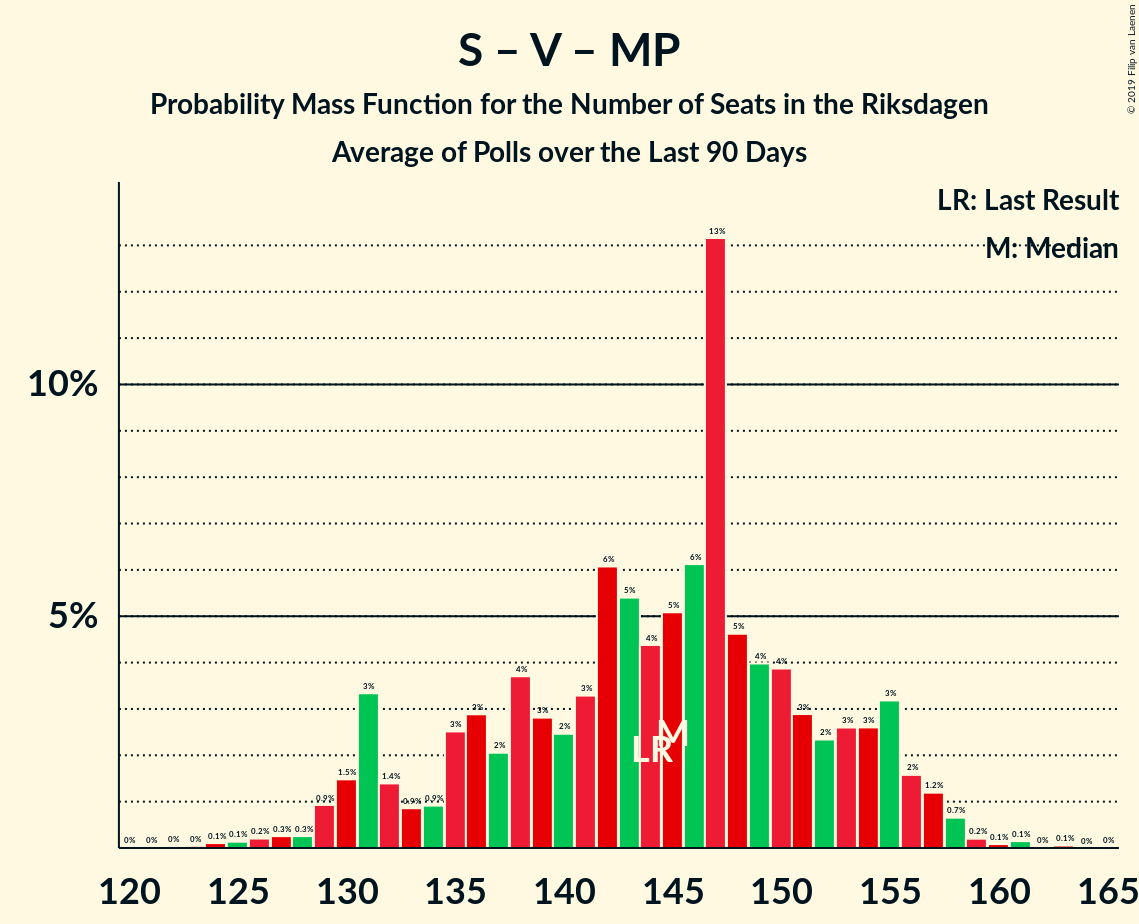 S – V – MP
Probability Mass Function for the Number of Seats in the Riksdagen
Average of Polls over the Last 90 Days
© 2019 Filip van Laenen
LR: Last Result
M: Median
10%
5%
0% 0% 0% 0% 0.1% 0.1% 0.2% 0.3% 0.3% 0.9% 1.5% 3% 1.4% 0.9% 0.9% 3% 3% 2% 4% 3% 2% 3% 6% 5% 4% 5% 6% 13% 5% 4% 4% 3% 2% 3% 3% 3% 2% 1.2% 0.7% 0.2% 0.1% 0.1% 0% 0.1% 0% 0%
LR M
120 125 130 135 140 145 150 155 160 165